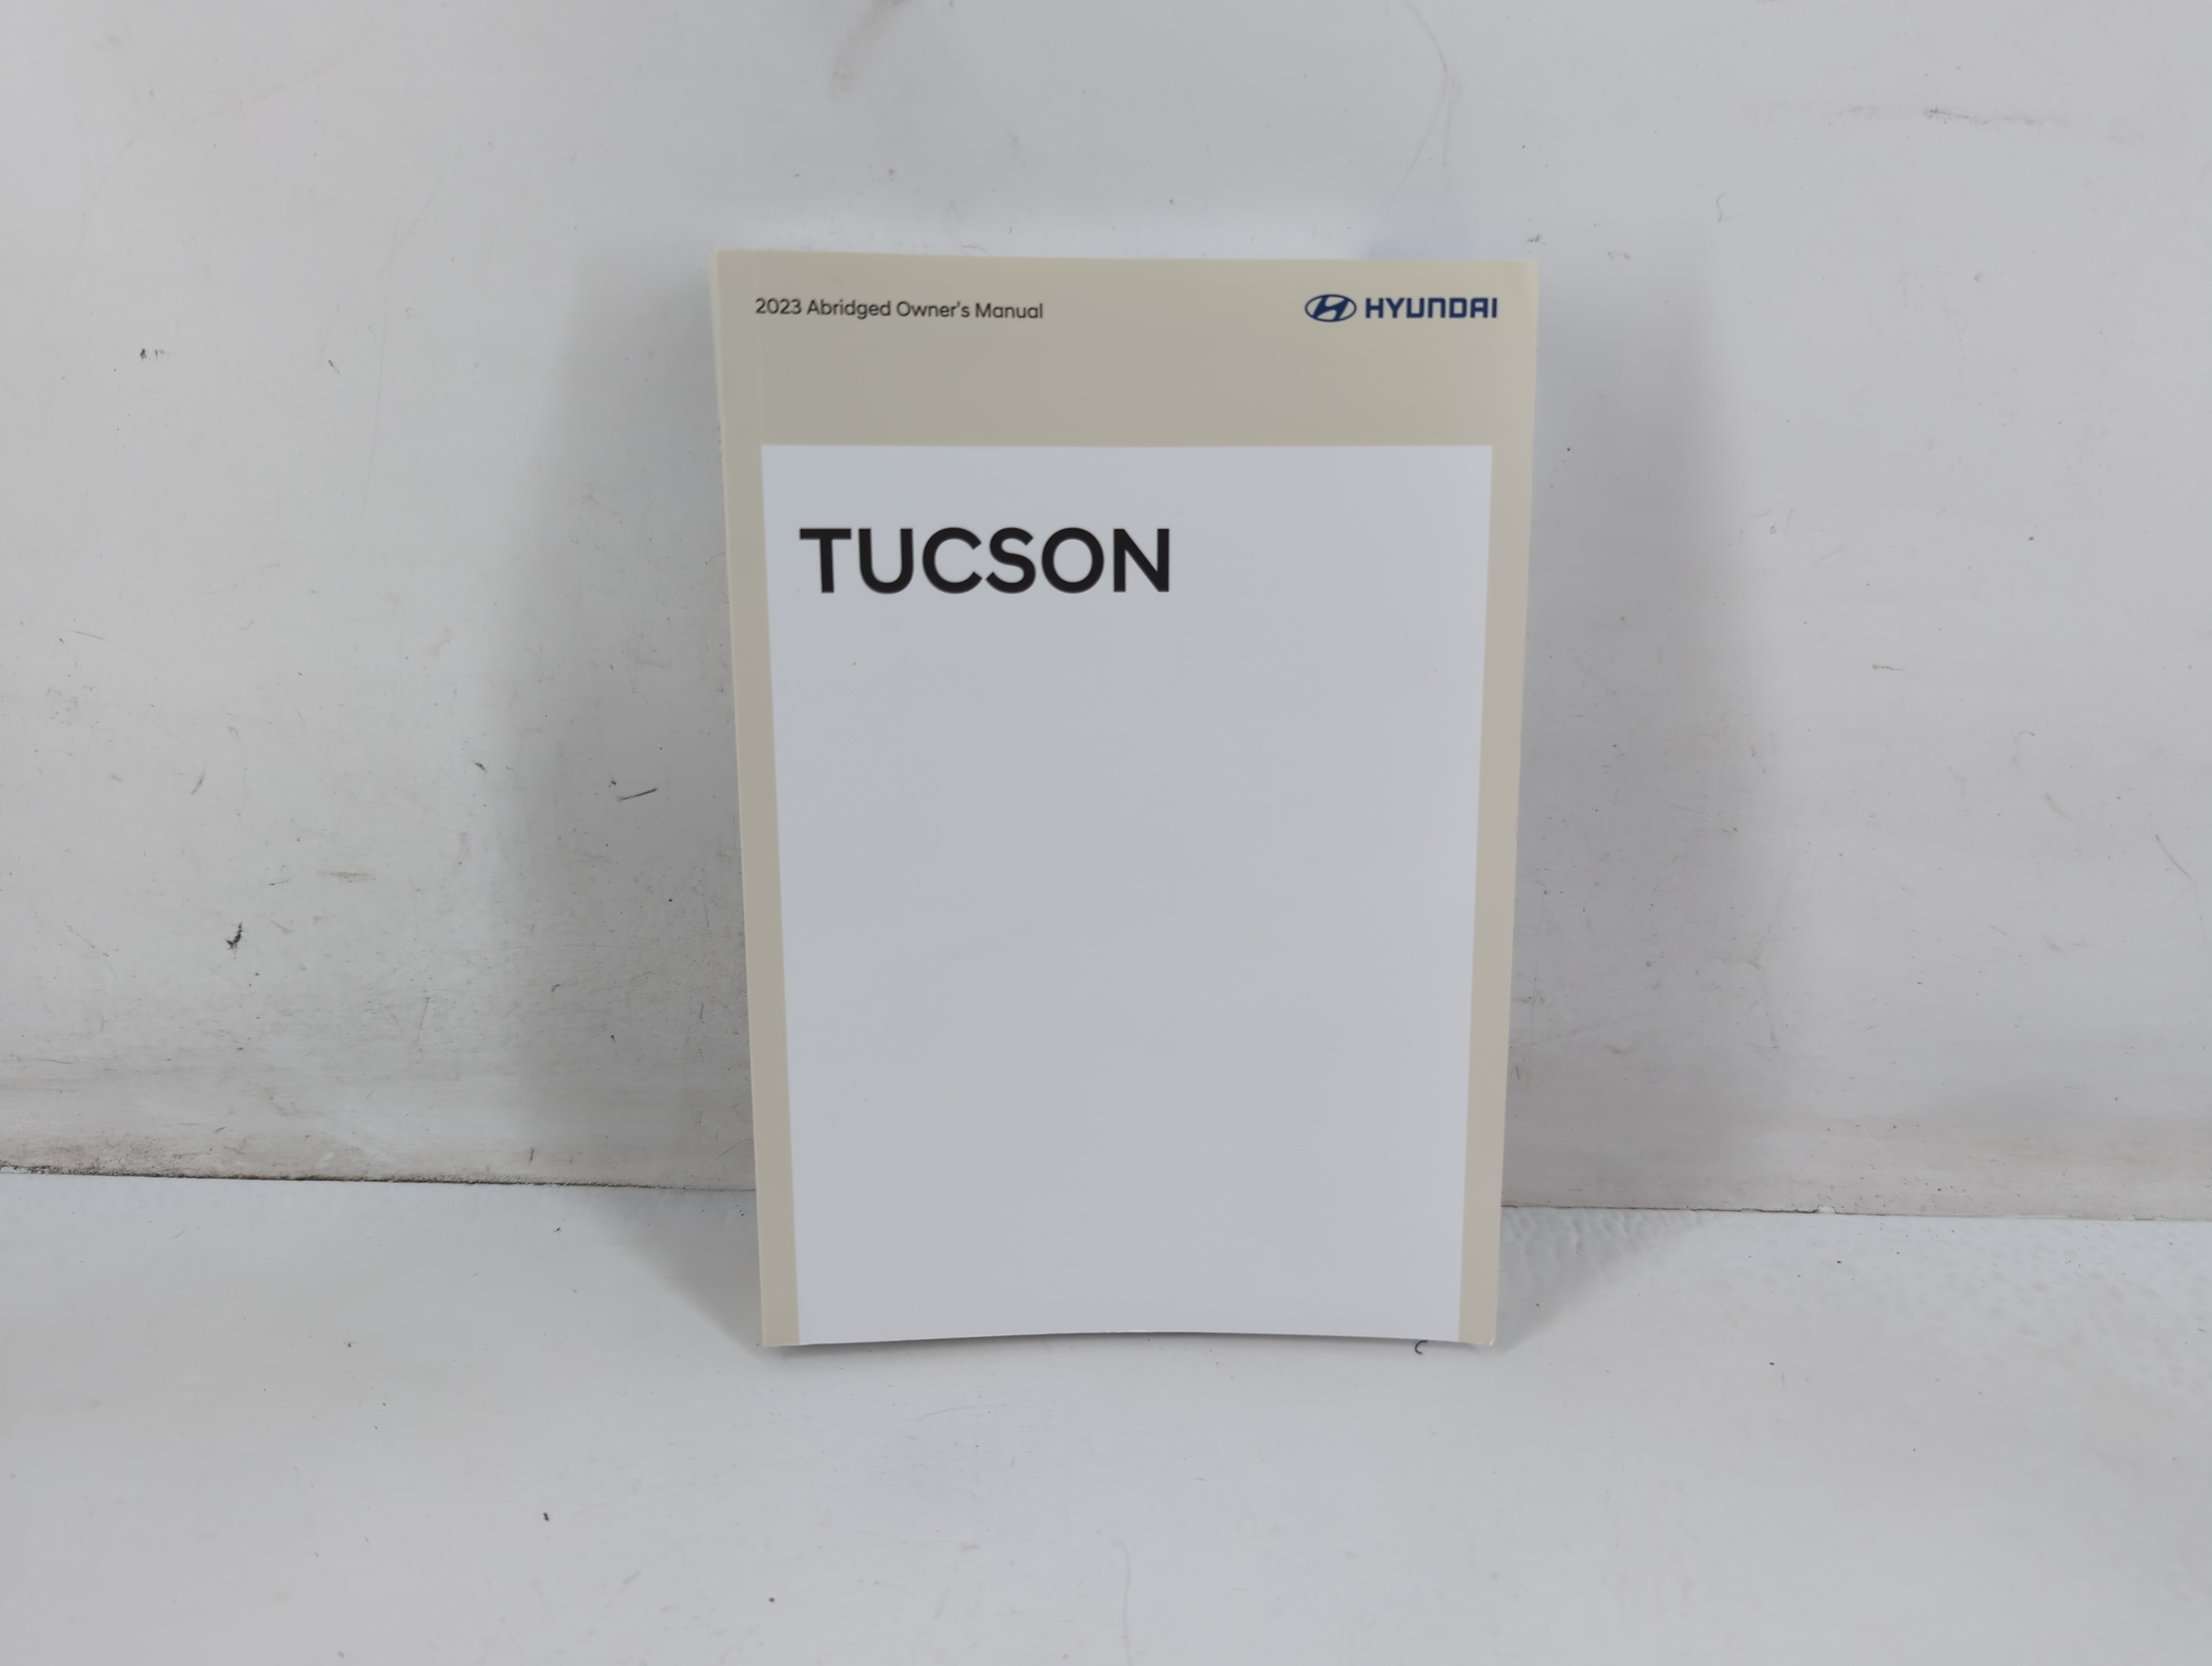 2023 Abridged Owner's Manual
HYUNDAI
TUCSON